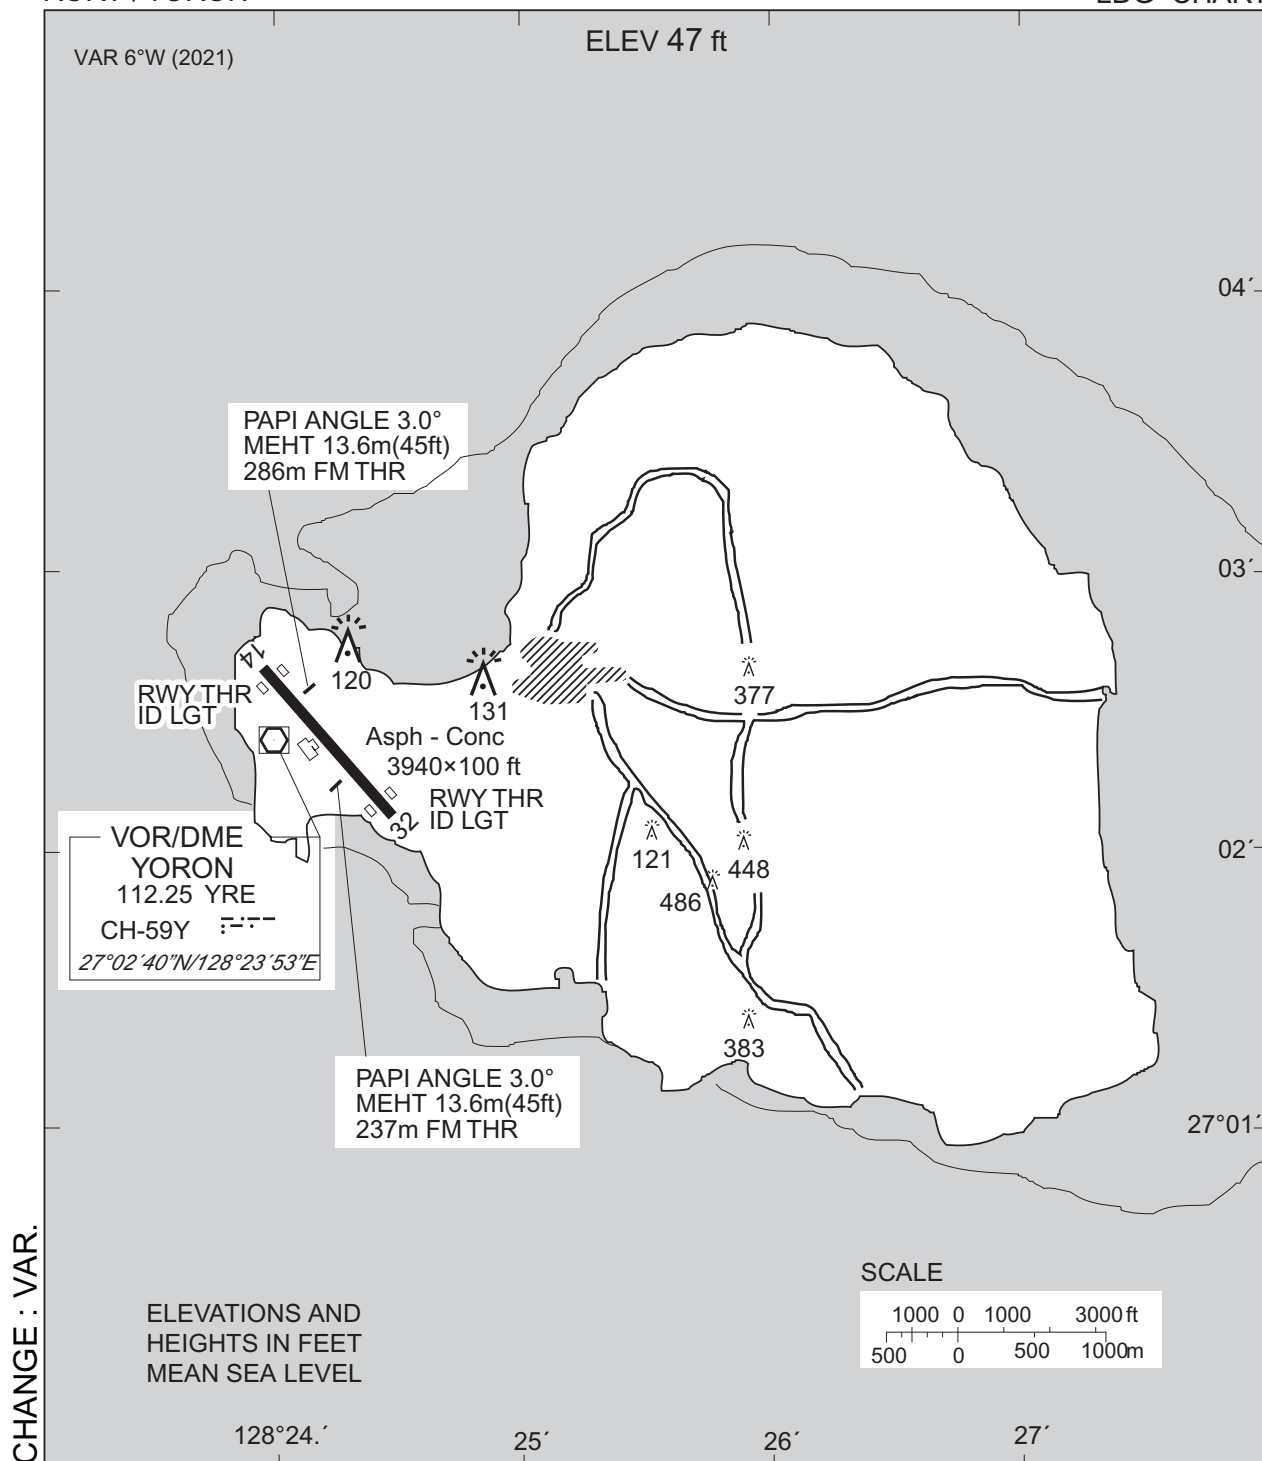 VAR 6°W (2021)
ELEV 47 ft
04´
PAPI ANGLE 3.0°
MEHT 13.6m(45ft)
286m FM THR
03´
14
120
RWY THR
ID LGT
131
377
Asph - Conc
3940×100 ft
RWY THR
ID LGT
32
VOR/DME
YORON
112.25 YRE
CH-59Y
27°02´40”N/128°23´53”E
121
448
486
02´
383
PAPI ANGLE 3.0°
MEHT 13.6m(45ft)
237m FM THR
27°01´
CHANGE : VAR.
SCALE
1000 0 1000 3000 ft
500 0 500 1000m
ELEVATIONS AND
HEIGHTS IN FEET
MEAN SEA LEVEL
128°24.´ 25´ 26´ 27´